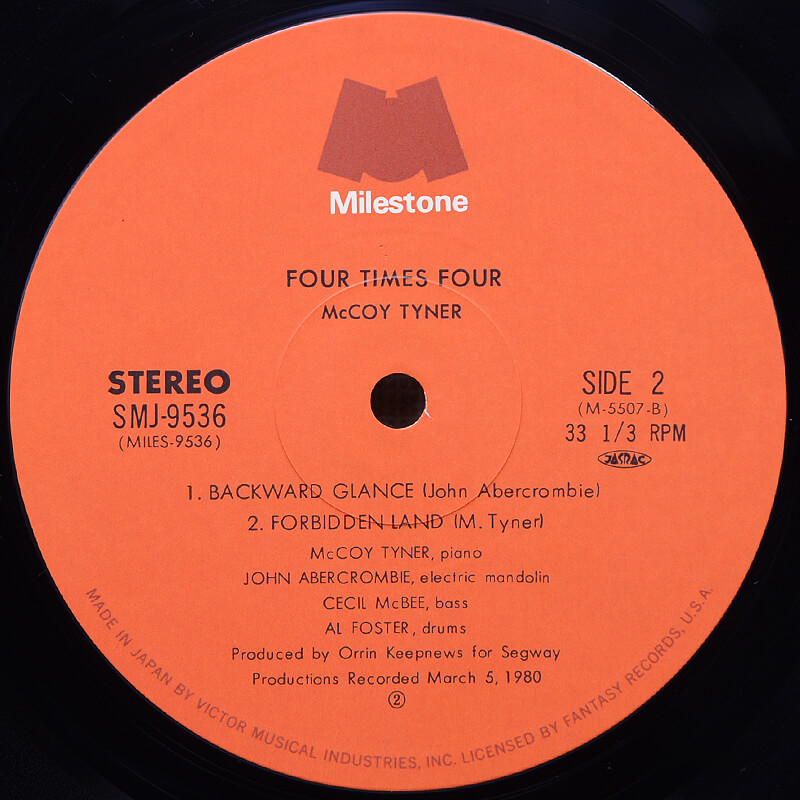 Milestone
FOUR TIMES FOUR
McCOY TYNER
STEREO
SMJ-9536
(MILES-9536)
SIDE 2
(M-5507-B)
33 1/3 RPM
JASRAC
1. BACKWARD GLANCE (John Abercrombie)
2. FORBIDDEN LAND (M. Tyner)
McCOY TYNER, piano
JOHN ABERCROMBIE, electric mandolin
CECIL McBEE, bass
AL FOSTER, drums
Produced by Orrin Keepnews for Segway
Productions Recorded March 5, 1980
②
MADE IN JAPAN BY VICTOR MUSICAL INDUSTRIES, INC. LICENSED BY FANTASY RECORDS, U.S.A.